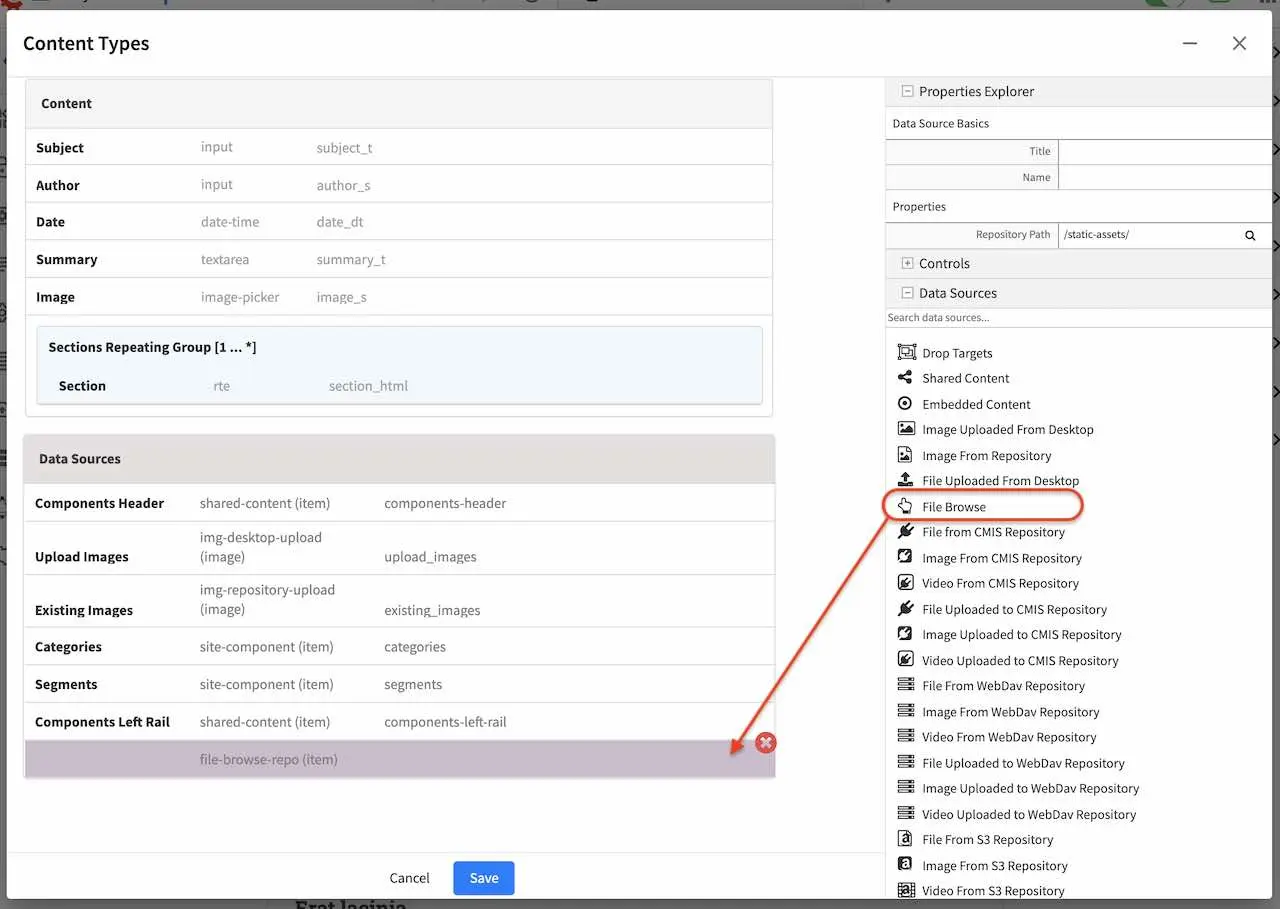 Content Types
Content
Subject input subject_t
Author input author_s
Date date-time date_dt
Summary textarea summary_t
Image image-picker image_s
Sections Repeating Group [1 ... *]
Section rte section_html
Data Sources
Components Header shared-content (item) components-header
img-desktop-upload
Upload Images (image) upload_images
img-repository-upload
Existing Images (image) existing_images
Categories site-component (item) categories
Segments site-component (item) segments
Components Left Rail shared-content (item) components-left-rail
file-browse-repo (item)
Cancel Save
Properties Explorer
Data Source Basics
Title
Name
Properties
Repository Path /static-assets/
Controls
Data Sources
Search data sources...
Drop Targets
Shared Content
Embedded Content
Image Uploaded From Desktop
Image From Repository
File Uploaded From Desktop
File Browse
File from CMIS Repository
Image From CMIS Repository
Video From CMIS Repository
File Uploaded to CMIS Repository
Image Uploaded to CMIS Repository
Video Uploaded to CMIS Repository
File From WebDav Repository
Image From WebDav Repository
Video From WebDav Repository
File Uploaded to WebDav Repository
Image Uploaded to WebDav Repository
Video Uploaded to WebDav Repository
File From S3 Repository
Image From S3 Repository
Video From S3 Repository
Erat lacinia